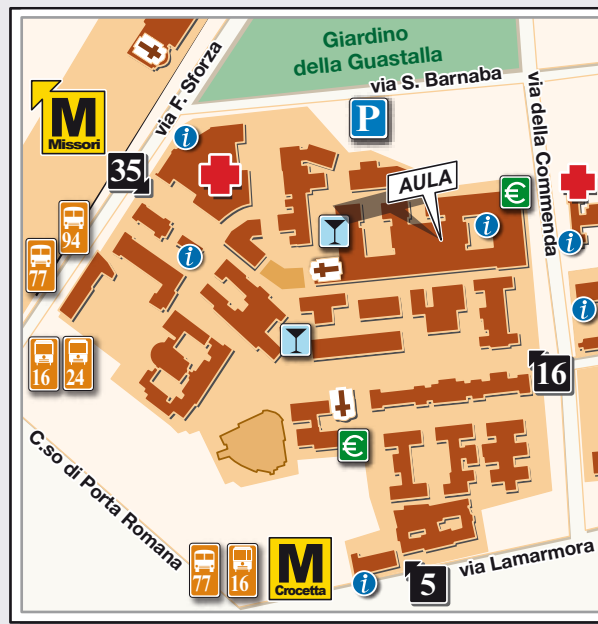 Giardino
della Guastalla
via F. Sforza
via S. Barnaba
via della Commenda
M
Missori
i
P
35
AULA
€
94
77
i
i
i
i
16
24
16
€
C.so di Porta Romana
77
16
M
Crocetta
i
5
via Lamarmora